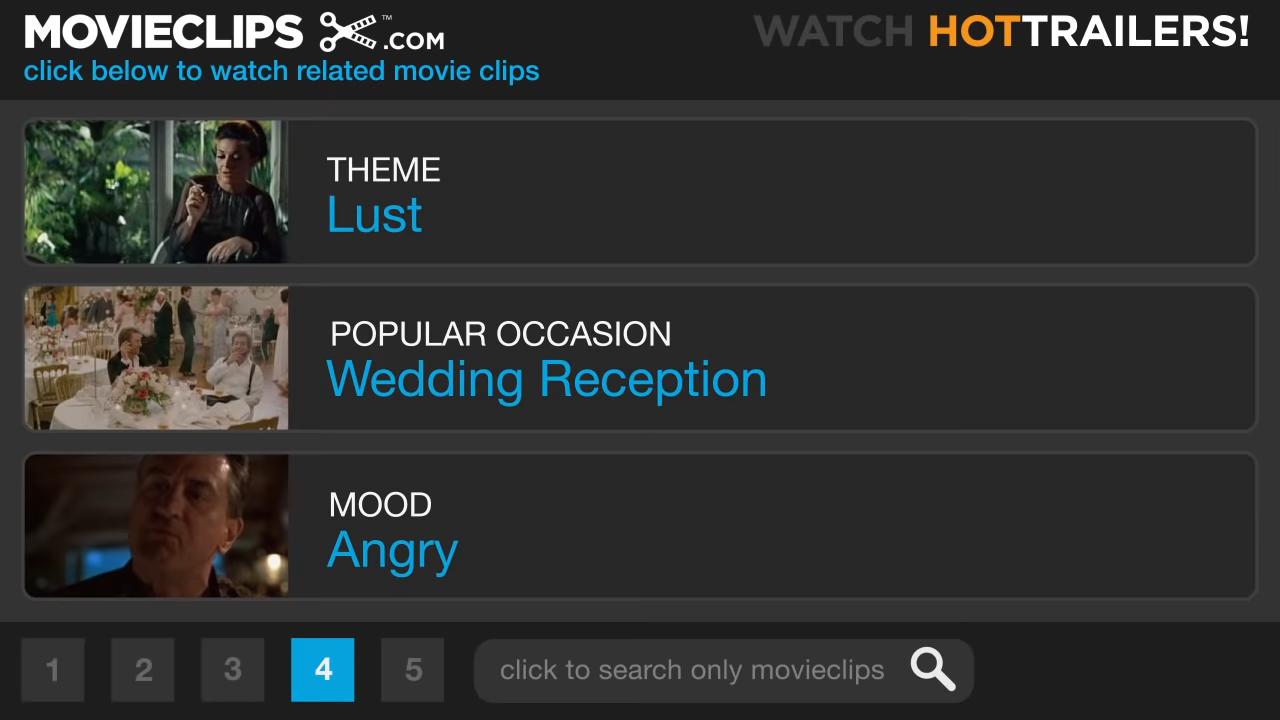 MOVIECLIPS ™ .COM
WATCH HOTTRAILERS!
click below to watch related movie clips
THEME
Lust
POPULAR OCCASION
Wedding Reception
MOOD
Angry
1 2 3 4 5 click to search only movieclips